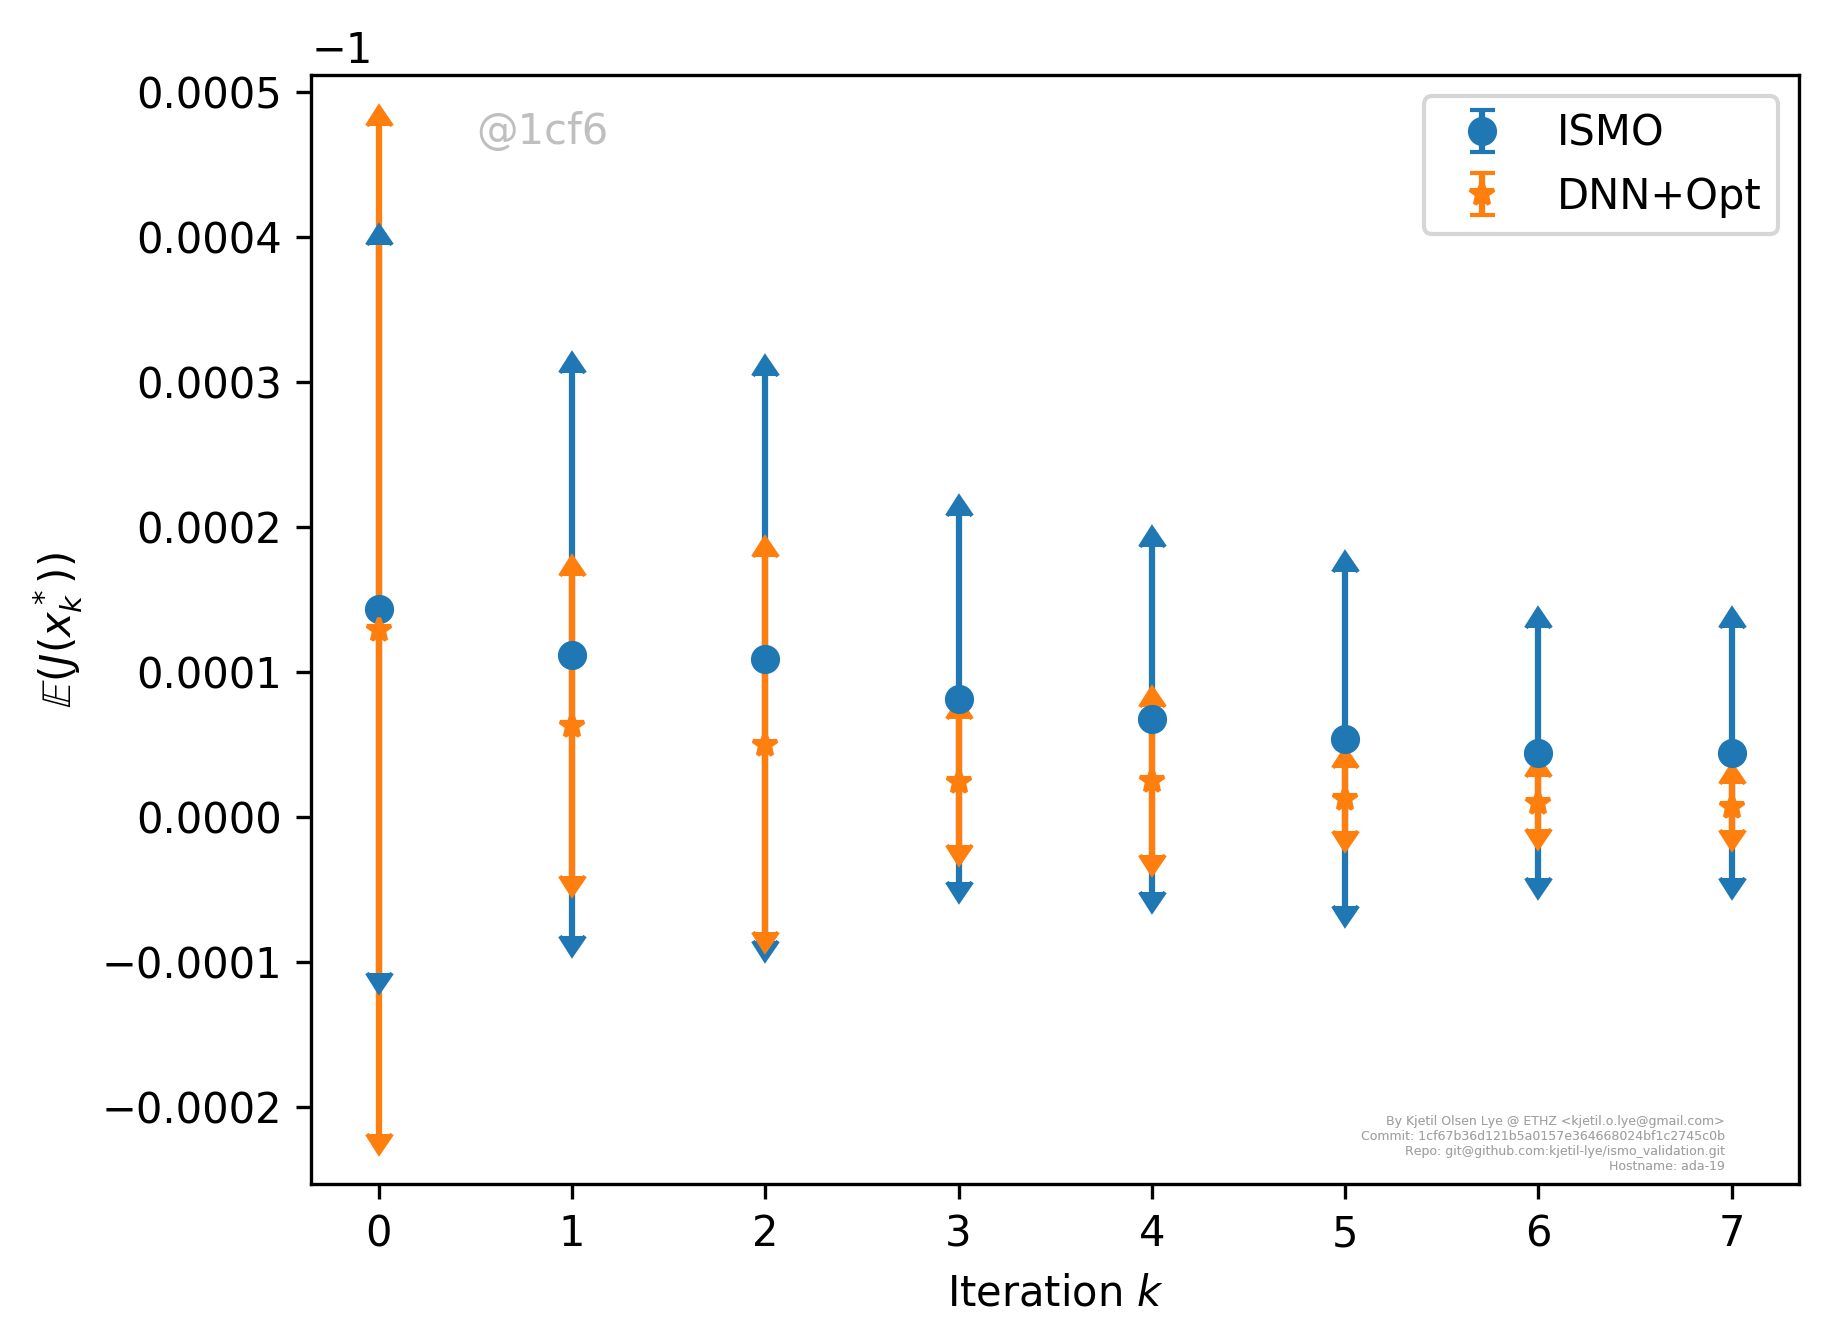 −1
0.0005
0.0004
0.0003
0.0002
0.0001
0.0000
−0.0001
−0.0002
𝔼(J(x*k))
@1cf6
ISMO
DNN+Opt
By Kjetil Olsen Lye @ ETHZ <kjetil.o.lye@gmail.com>
Commit: 1cf67b36d121b5a0157e364668024bf1c2745c0b
Repo: git@github.com:kjetil-lye/ismo_validation.git
Hostname: ada-19
0 1 2 3 4 5 6 7
Iteration k